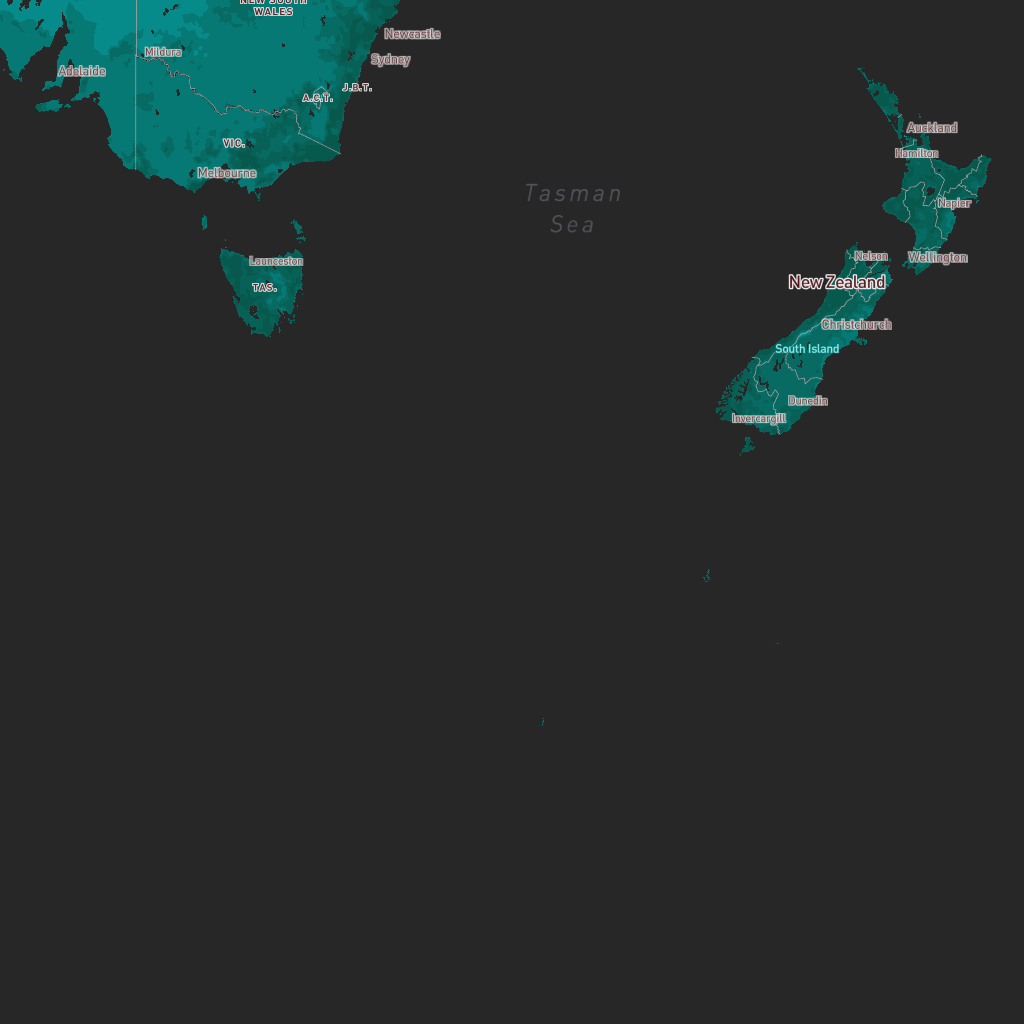 NEW SOUTH
WALES
Newcastle
Mildura
Sydney
Adelaide
J.B.T.
A.C.T.
Auckland
VIC.
Hamilton
Melbourne
Tasman
Sea
Napier
Nelson
Wellington
Launceston
New Zealand
TAS.
Christchurch
South Island
Dunedin
Invercargill